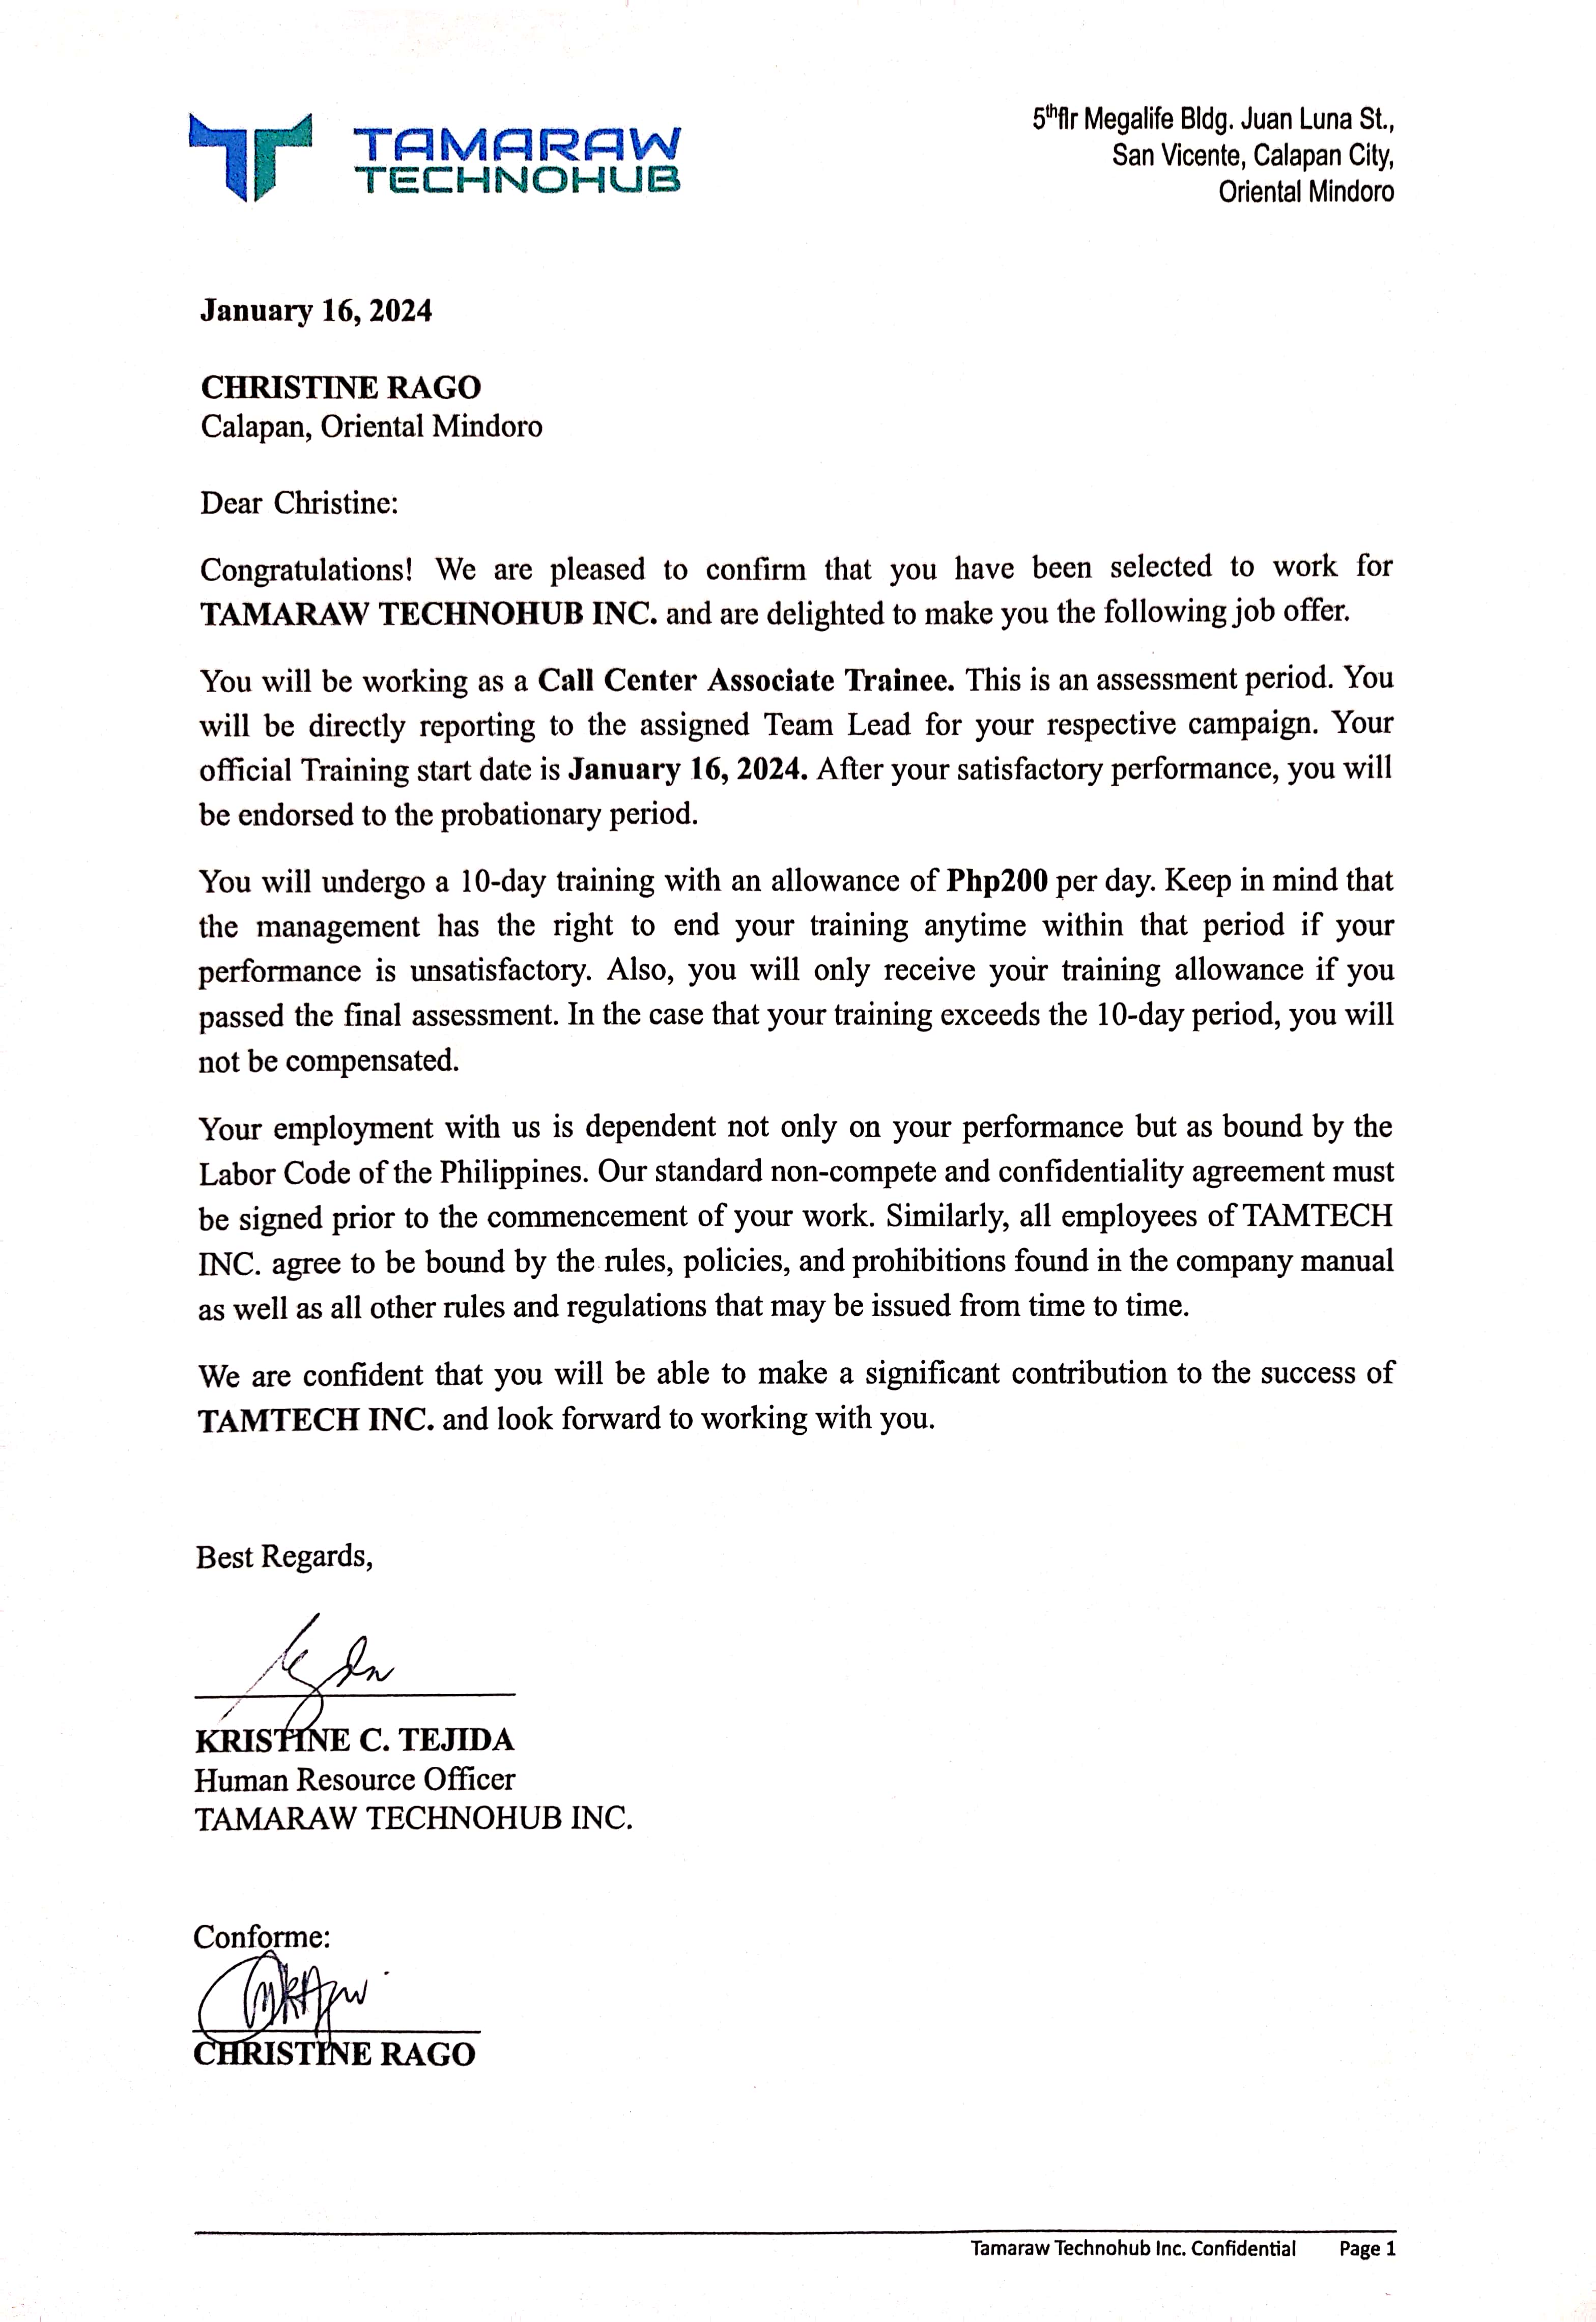 TAMARAW
TECHNOHUB
5thflr Megalife Bldg. Juan Luna St.,
San Vicente, Calapan City,
Oriental Mindoro
January 16, 2024
CHRISTINE RAGO
Calapan, Oriental Mindoro
Dear Christine:
Congratulations! We are pleased to confirm that you have been selected to work for
TAMARAW TECHNOHUB INC. and are delighted to make you the following job offer.
You will be working as a Call Center Associate Trainee. This is an assessment period. You
will be directly reporting to the assigned Team Lead for your respective campaign. Your
official Training start date is January 16, 2024. After your satisfactory performance, you will
be endorsed to the probationary period.
You will undergo a 10-day training with an allowance of Php200 per day. Keep in mind that
the management has the right to end your training anytime within that period if your
performance is unsatisfactory. Also, you will only receive your training allowance if you
passed the final assessment. In the case that your training exceeds the 10-day period, you will
not be compensated.
Your employment with us is dependent not only on your performance but as bound by the
Labor Code of the Philippines. Our standard non-compete and confidentiality agreement must
be signed prior to the commencement of your work. Similarly, all employees of TAMTECH
INC. agree to be bound by the rules, policies, and prohibitions found in the company manual
as well as all other rules and regulations that may be issued from time to time.
We are confident that you will be able to make a significant contribution to the success of
TAMTECH INC. and look forward to working with you.
Best Regards,
KRISTINE C. TEJIDA
Human Resource Officer
TAMARAW TECHNOHUB INC.
Conforme:
CHRISTINE RAGO
Tamaraw Technohub Inc. Confidential Page 1